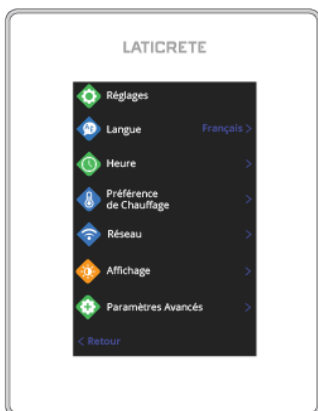 LATICRETE
Réglages
Langue Français >
Heure >
Préférence
de Chauffage >
Réseau >
Affichage >
Paramètres Avancés >
< Retour